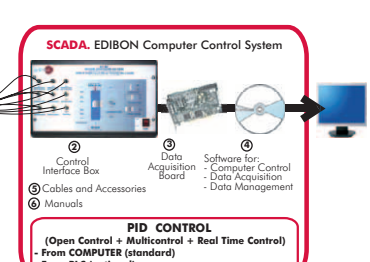 SCADA. EDIBON Computer Control System
② Control Interface Box
③ Data Acquisition Board
④ Software for:
- Computer Control
- Data Acquisition
- Data Management
⑤ Cables and Accessories
⑥ Manuals
PID CONTROL
(Open Control + Multicontrol + Real Time Control)
- From COMPUTER (standard)